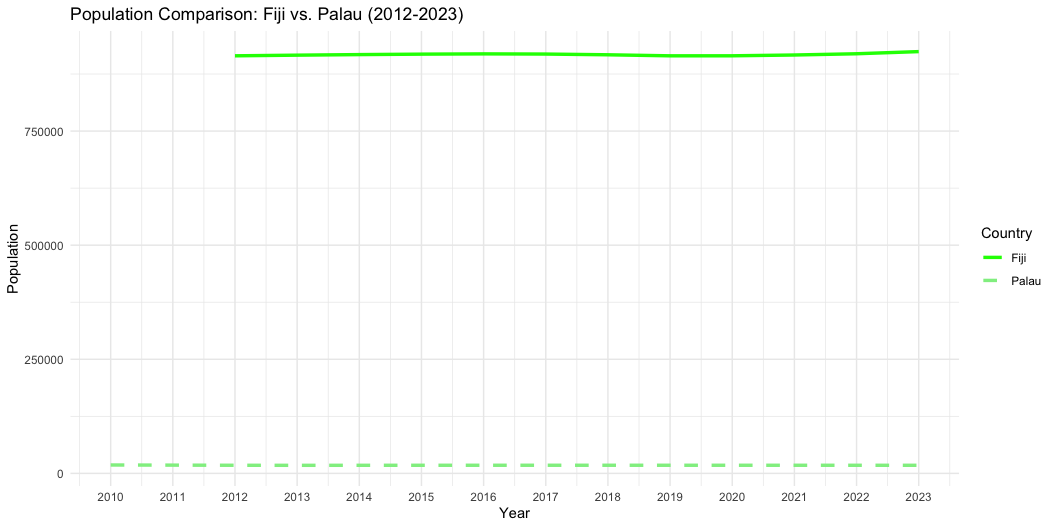 Population Comparison: Fiji vs. Palau (2012-2023)
Population
750000
500000
250000
0
2010 2011 2012 2013 2014 2015 2016 2017 2018 2019 2020 2021 2022 2023
Year
Country
Fiji
Palau